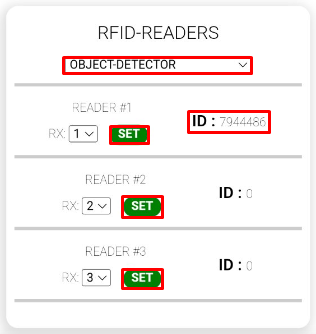 RFID-READERS
OBJECT-DETECTOR
READER #1
RX: 1 SET
ID : 7944486
READER #2
RX: 2 SET
ID : 0
READER #3
RX: 3 SET
ID : 0